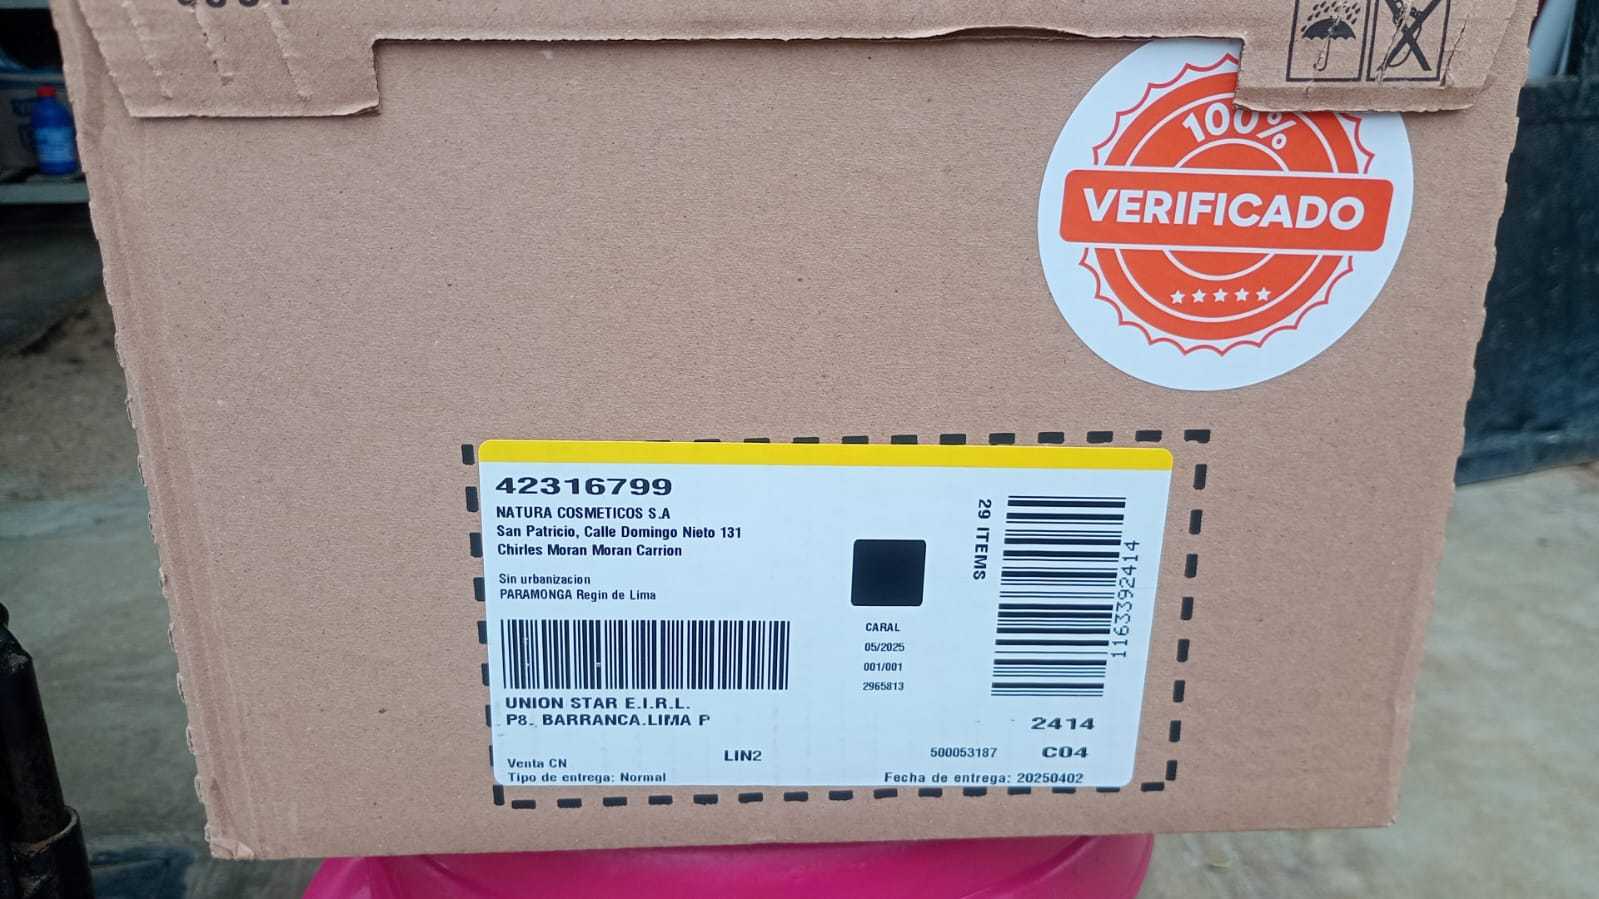 100%
VERIFICADO
42316799
NATURA COSMETICOS S.A
San Patricio, Calle Domingo Nieto 131
Chirles Moran Moran Carrion
Sin urbanizacion
PARAMONGA Regin de Lima
UNION STAR E.I.R.L.
P8. BARRANCA.LIMA P
Venta CN
Tipo de entrega: Normal
LIN2
CARAL
05/2025
001/001
2965813
29 ITEMS
1163392414
2414
500053187 C04
Fecha de entrega: 20250402